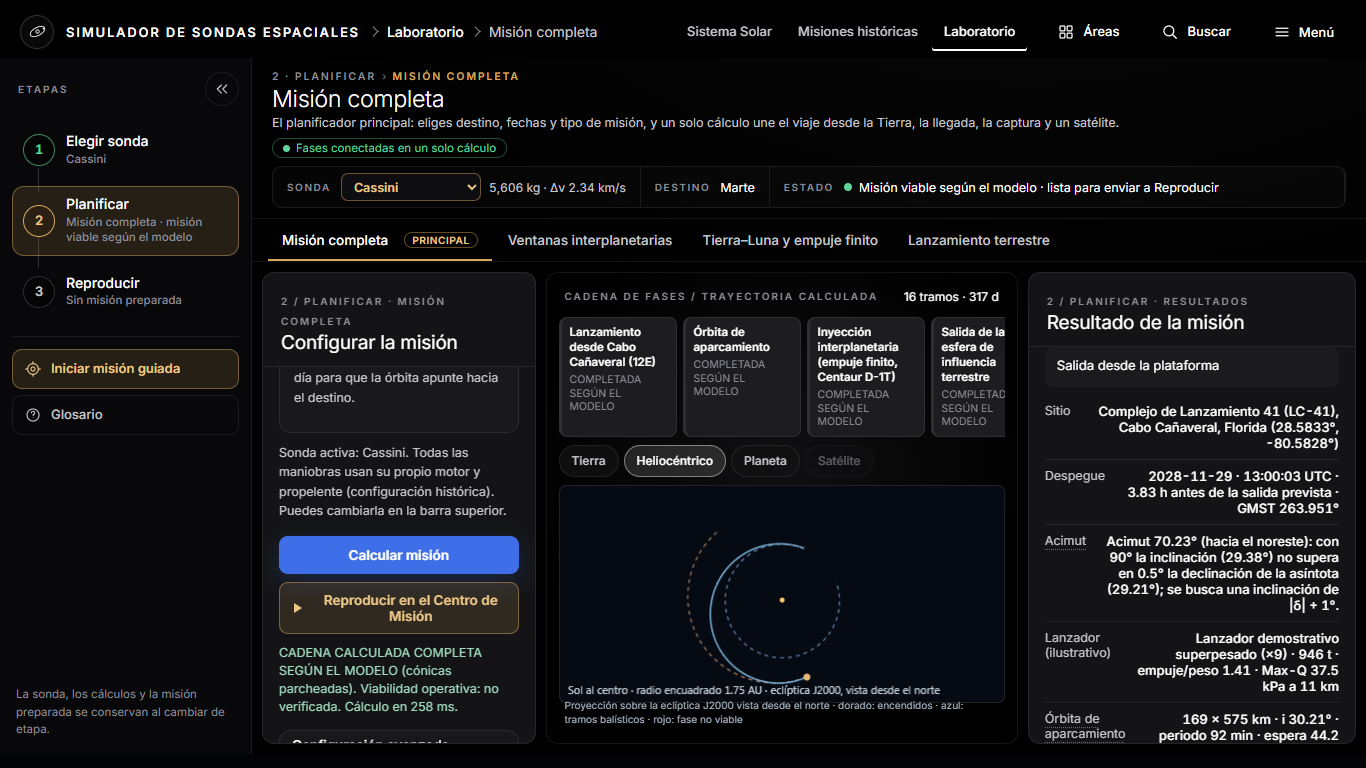 SIMULADOR DE SONDAS ESPACIALES > Laboratorio > Misión completa
Sistema Solar
Misiones históricas
Laboratorio
Áreas
Buscar
Menú
ETAPAS
1
Elegir sonda
Cassini
2
Planificar
Misión completa · misión
viable según el modelo
3
Reproducir
Sin misión preparada
Iniciar misión guiada
Glosario
La sonda, los cálculos y la misión
preparada se conservan al cambiar de
etapa.
2 · PLANIFICAR › MISIÓN COMPLETA
Misión completa
El planificador principal: eliges destino, fechas y tipo de misión, y un solo cálculo une el viaje desde la Tierra, la llegada, la captura y un satélite.
Fases conectadas en un solo cálculo
SONDA
Cassini
5,606 kg · Δv 2.34 km/s
DESTINO Marte
ESTADO
Misión viable según el modelo · lista para enviar a Reproducir
Misión completa
PRINCIPAL
Ventanas interplanetarias
Tierra–Luna y empuje finito
Lanzamiento terrestre
2 / PLANIFICAR · MISIÓN
COMPLETA
Configurar la misión
día para que la órbita apunte hacia
el destino.
Sonda activa: Cassini. Todas las
maniobras usan su propio motor y
propelente (configuración histórica).
Puedes cambiarla en la barra superior.
Calcular misión
Reproducir en el Centro de
Misión
CADENA CALCULADA COMPLETA
SEGÚN EL MODELO (cónicas
parcheadas). Viabilidad operativa: no
verificada. Cálculo en 258 ms.
Configuración avanzada
CADENA DE FASES / TRAYECTORIA CALCULADA
16 tramos · 317 d
Lanzamiento
desde Cabo
Cañaveral (12E)
COMPLETADA
SEGÚN EL
MODELO
Órbita de
aparcamiento
COMPLETADA
SEGÚN EL
MODELO
Inyección
interplanetaria
(empuje finito,
Centaur D-1T)
COMPLETADA
SEGÚN EL
MODELO
Salida de la
esfera de
influencia
terrestre
COMPLETAD
SEGÚN EL
MODELO
Tierra
Heliocéntrico
Planeta
Satélite
Sol al centro · radio encuadrado 1.75 AU · eclíptica J2000, vista desde el norte
Proyección sobre la eclíptica J2000 vista desde el norte · dorado: encendidos · azul:
tramos balísticos · rojo: fase no viable
2 / PLANIFICAR · RESULTADOS
Resultado de la misión
Salida desde la plataforma
Sitio
Complejo de Lanzamiento 41 (LC-41),
Cabo Cañaveral, Florida (28.5833°,
-80.5828°)
Despegue
2028-11-29 · 13:00:03 UTC ·
3.83 h antes de la salida prevista ·
GMST 263.951°
Acimut
Acimut 70.23° (hacia el noreste): con
90° la inclinación (29.38°) no supera
en 0.5° la declinación de la asíntota
(29.21°); se busca una inclinación de
|δ| + 1°.
Lanzador
(ilustrativo)
Lanzador demostrativo
superpesado (×9) · 946 t ·
empuje/peso 1.41 · Max-Q 37.5
kPa a 11 km
Órbita de
aparcamiento
169 × 575 km · i 30.21° ·
periodo 92 min · espera 44.2